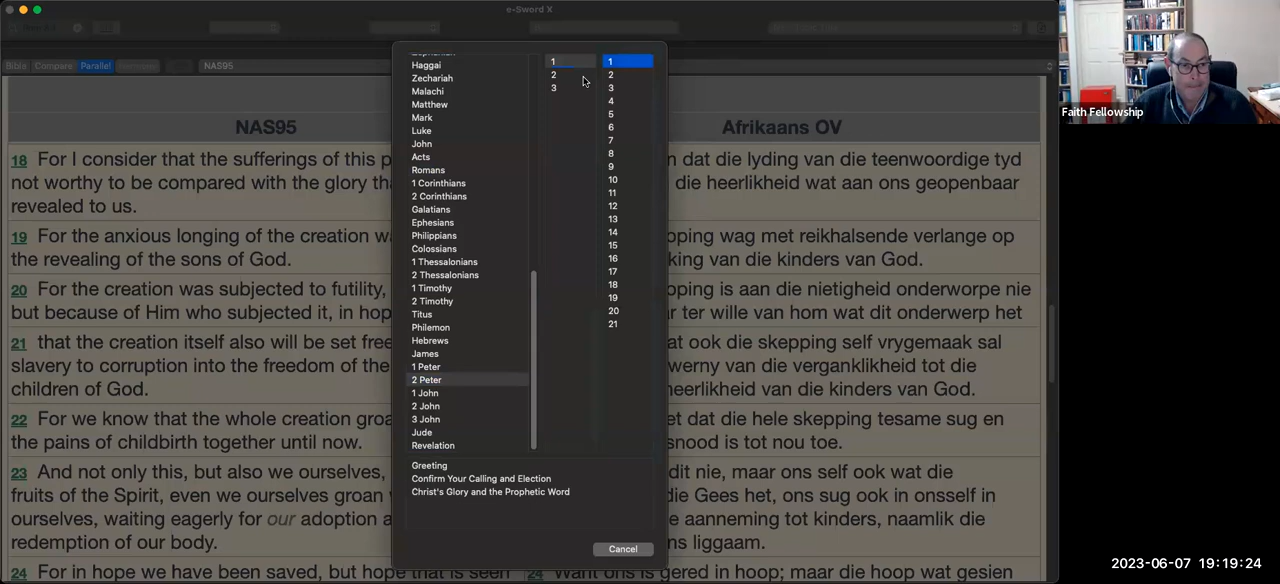 e-Sword X
Bible Compare Parallel
NAS95
NAS95
Afrikaans OV
18 For I consider that the sufferings of this p
not worthy to be compared with the glory tha
revealed to us.
19 For the anxious longing of the creation wa
the revealing of the sons of God.
20 For the creation was subjected to futility,
but because of Him who subjected it, in hop
21 that the creation itself also will be set free
slavery to corruption into the freedom of the
children of God.
22 For we know that the whole creation groa
the pains of childbirth together until now.
23 And not only this, but also we ourselves,
fruits of the Spirit, even we ourselves groan
ourselves, waiting eagerly for our adoption a
redemption of our body.
24 For in hope we have been saved, but hope that is seen
Haggai
Zechariah
Malachi
Matthew
Mark
Luke
John
Acts
Romans
1 Corinthians
2 Corinthians
Galatians
Ephesians
Philippians
Colossians
1 Thessalonians
2 Thessalonians
1 Timothy
2 Timothy
Titus
Philemon
Hebrews
James
1 Peter
2 Peter
1 John
2 John
3 John
Jude
Revelation
1
2
3
1
2
3
4
5
6
7
8
9
10
11
12
13
14
15
16
17
18
19
20
21
Greeting
Confirm Your Calling and Election
Christ's Glory and the Prophetic Word
Cancel
n dat die lyding van die teenwoordige tyd
die heerlikheid wat aan ons geopenbaar
oping wag met reikhalsende verlange op
king van die kinders van God.
oping is aan die nietigheid onderworpe nie
ar ter wille van hom wat dit onderwerp het
at ook die skepping self vrygemaak sal
werny van die verganklikheid tot die
heerlikheid van die kinders van God.
et dat die hele skepping tesame sug en
snood is tot nou toe.
dit nie, maar ons self ook wat die
die Gees het, ons sug ook in onsself in
e aanneming tot kinders, naamlik die
ns liggaam.
24 Want ons is gered in hoop; maar die hoop wat gesien
Faith Fellowship
2023-06-07 19:19:24